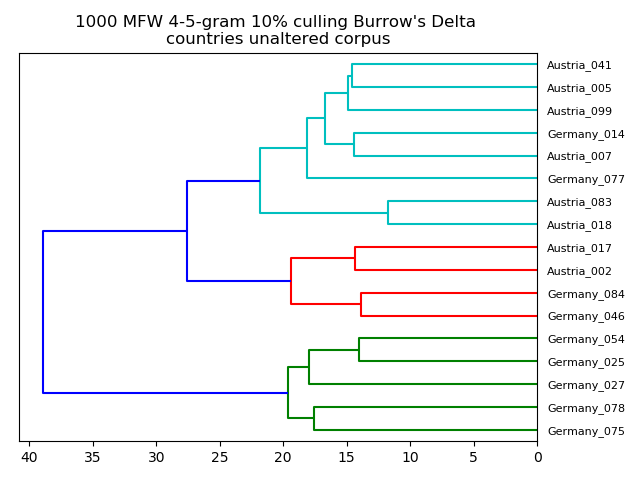 1000 MFW 4-5-gram 10% culling Burrow's Delta
countries unaltered corpus
Austria_041
Austria_005
Austria_099
Germany_014
Austria_007
Germany_077
Austria_083
Austria_018
Austria_017
Austria_002
Germany_084
Germany_046
Germany_054
Germany_025
Germany_027
Germany_078
Germany_075
40 35 30 25 20 15 10 5 0